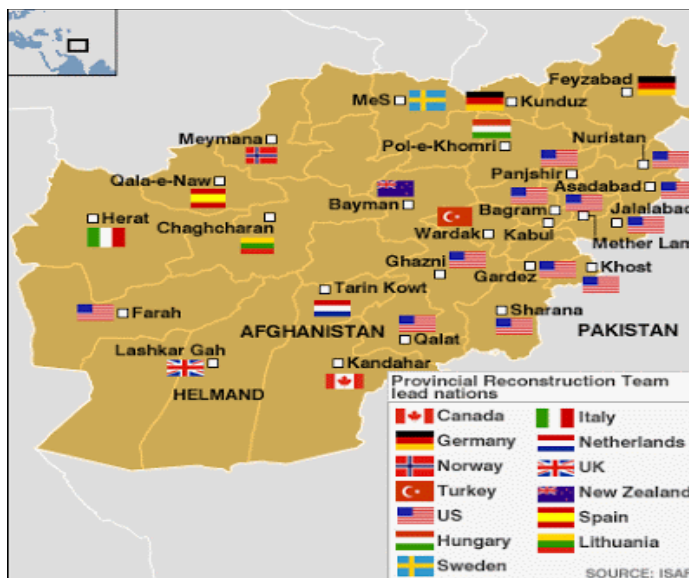 Feyzabad
MeS
Kunduz
Meymana
Pol-e-Khomri
Nuristan
Panjshir
Qala-e-Naw
Asadabad
Bayman
Bagram
Jalalabad
Herat
Chaghcharan
Wardak
Kabul
Mether Lam
Ghazni
Gardez
Khost
Tarin Kowt
Farah
Sharana
AFGHANISTAN
PAKISTAN
Qalat
Lashkar Gah
Kandahar
HELMAND
Provincial Reconstruction Team
lead nations
Canada
Italy
Germany
Netherlands
Norway
UK
Turkey
New Zealand
US
Spain
Hungary
Lithuania
Sweden
SOURCE: ISAF